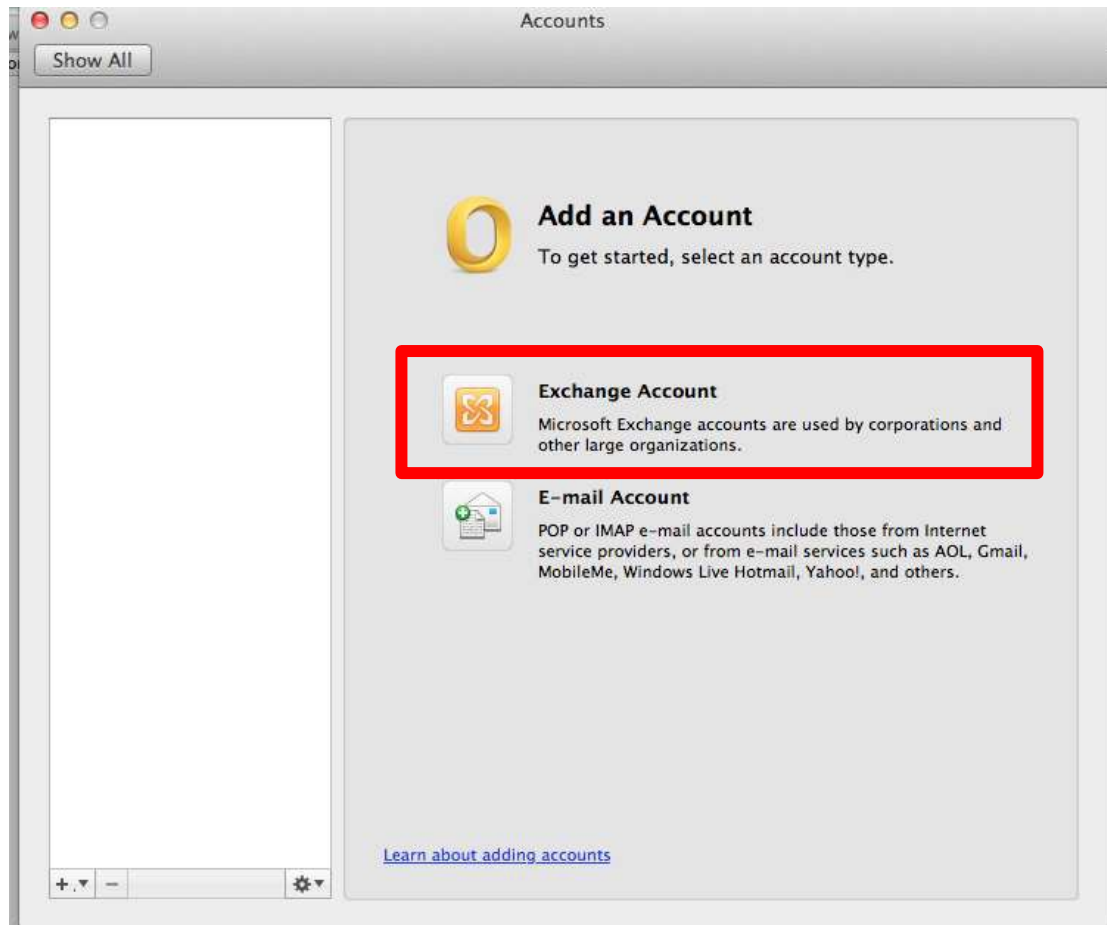 Accounts
Show All
Add an Account
To get started, select an account type.
Exchange Account
Microsoft Exchange accounts are used by corporations and
other large organizations.
E-mail Account
POP or IMAP e-mail accounts include those from Internet
service providers, or from e-mail services such as AOL, Gmail,
MobileMe, Windows Live Hotmail, Yahoo!, and others.
Learn about adding accounts